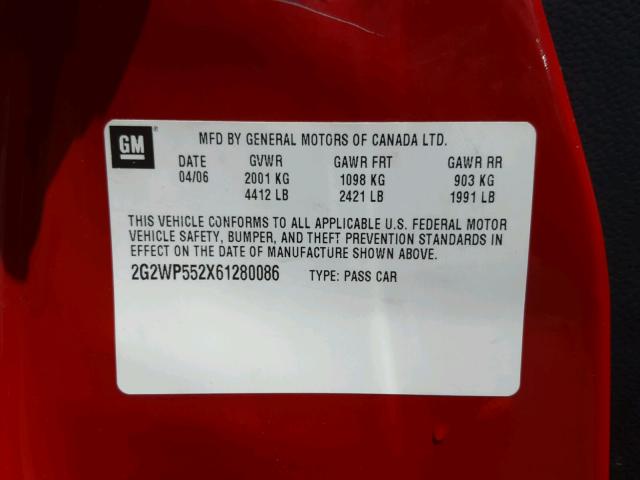 GM ® MFD BY GENERAL MOTORS OF CANADA LTD.
DATE GVWR GAWR FRT GAWR RR
04/06 2001 KG 1098 KG 903 KG
4412 LB 2421 LB 1991 LB
THIS VEHICLE CONFORMS TO ALL APPLICABLE U.S. FEDERAL MOTOR
VEHICLE SAFETY, BUMPER, AND THEFT PREVENTION STANDARDS IN
EFFECT ON THE DATE OF MANUFACTURE SHOWN ABOVE.
2G2WP552X61280086 TYPE: PASS CAR